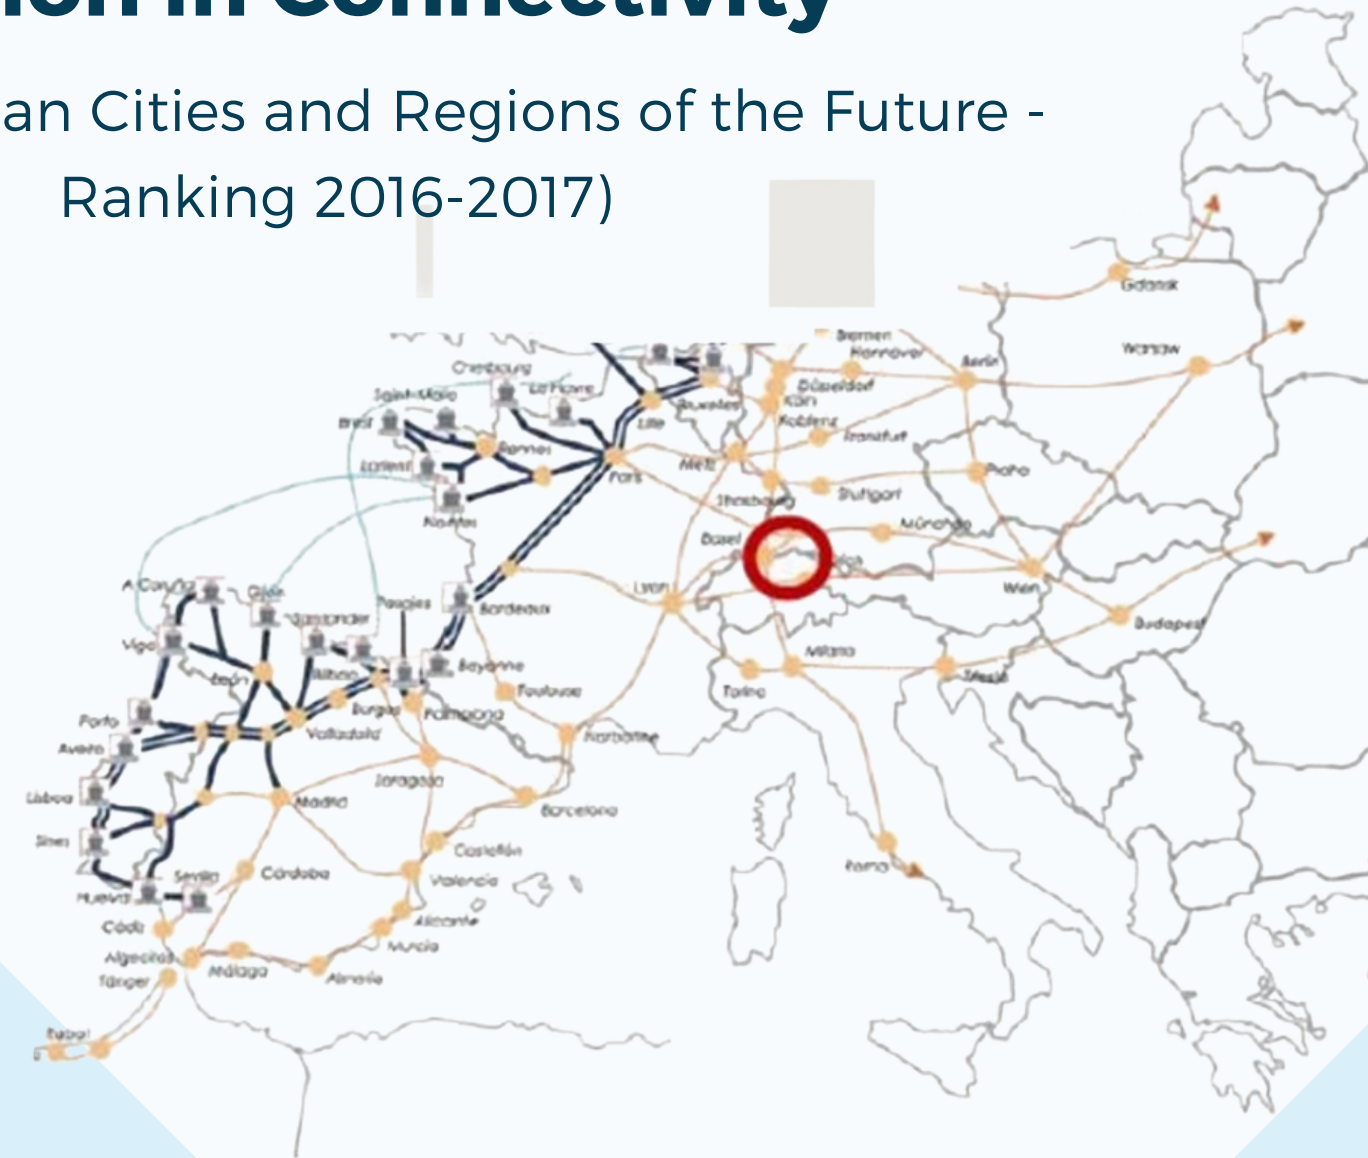 ion in Connectivity
an Cities and Regions of the Future -
Ranking 2016-2017)
Gdansk
Bremen
Hannover
Warsaw
Berlin
Cherbourg
Le Havre
Düsseldorf
Saint-Malo
Köln
Bruxelles
Brest
Lille
Koblenz
Rennes
Frankfurt
Lorient
Metz
Paris
Praha
Stuttgart
Strasbourg
Nantes
München
Basel
A Coruña
Gijón
Lyon
Wien
Pasajes
Bordeaux
Santander
Budapest
Vigo
Milano
Bayonne
León
Bilbao
Trieste
Torino
Toulouse
Burgos
Pamplona
Porto
Valladolid
Narbonne
Aveiro
Zaragoza
Lisboa
Madrid
Barcelona
Sines
Castellón
Roma
Córdoba
Sevilla
Valencia
Huelva
Alicante
Cádiz
Murcia
Algeciras
Málaga
Almería
Tánger
Rabat